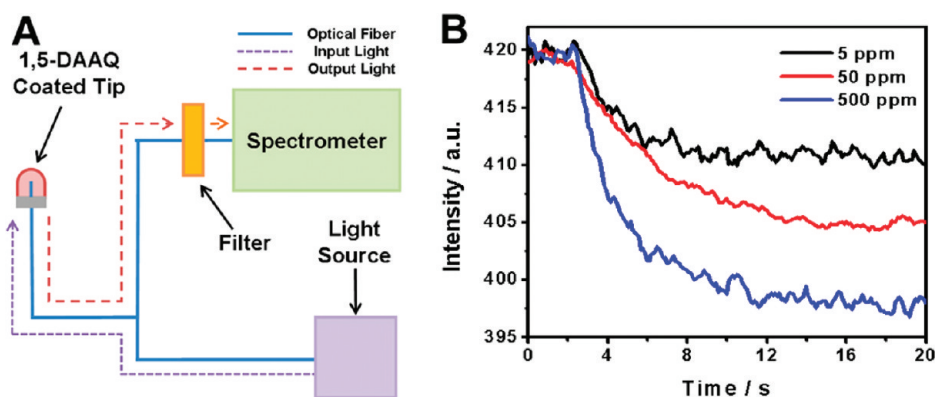 A
1,5-DAAQ
Coated Tip
Optical Fiber
Input Light
Output Light
Spectrometer
Filter
Light
Source
B
5 ppm
50 ppm
500 ppm
Intensity / a.u.
420
415
410
405
400
395
0
4
8
12
16
20
Time / s